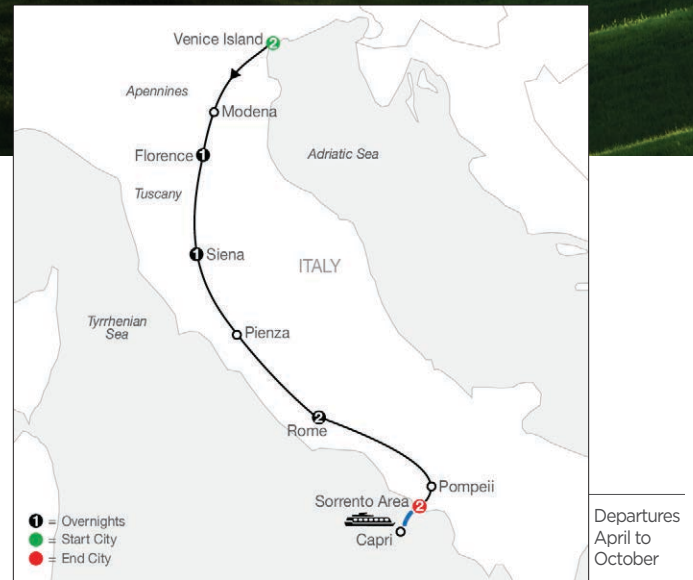 Venice Island 2
Apennines
Modena
Florence 1
Adriatic Sea
Tuscany
1 Siena
ITALY
Tyrrhenian
Sea
Pienza
2
Rome
Pompeii
Sorrento Area 2
Capri
1 = Overnights
= Start City
= End City
Departures
April to
October